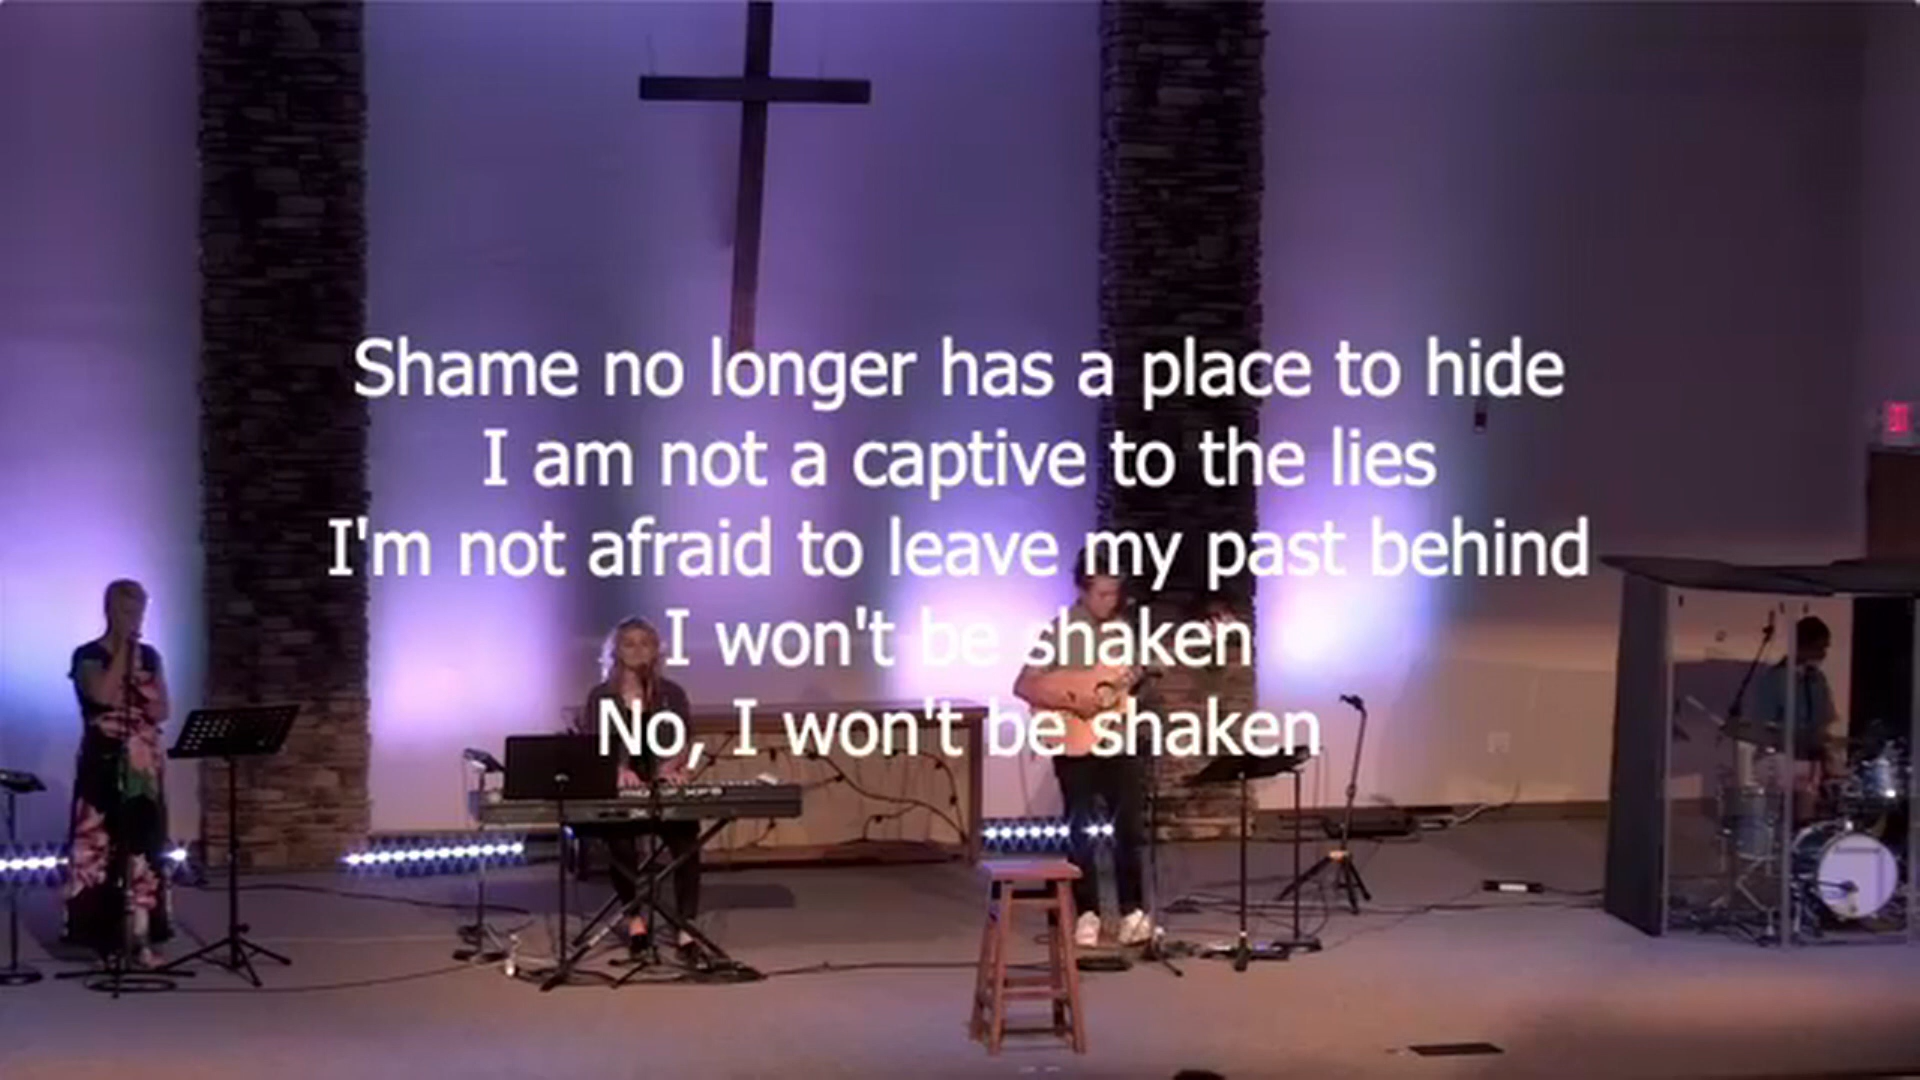 Shame no longer has a place to hide
I am not a captive to the lies
I'm not afraid to leave my past behind
I won't be shaken
No, I won't be shaken